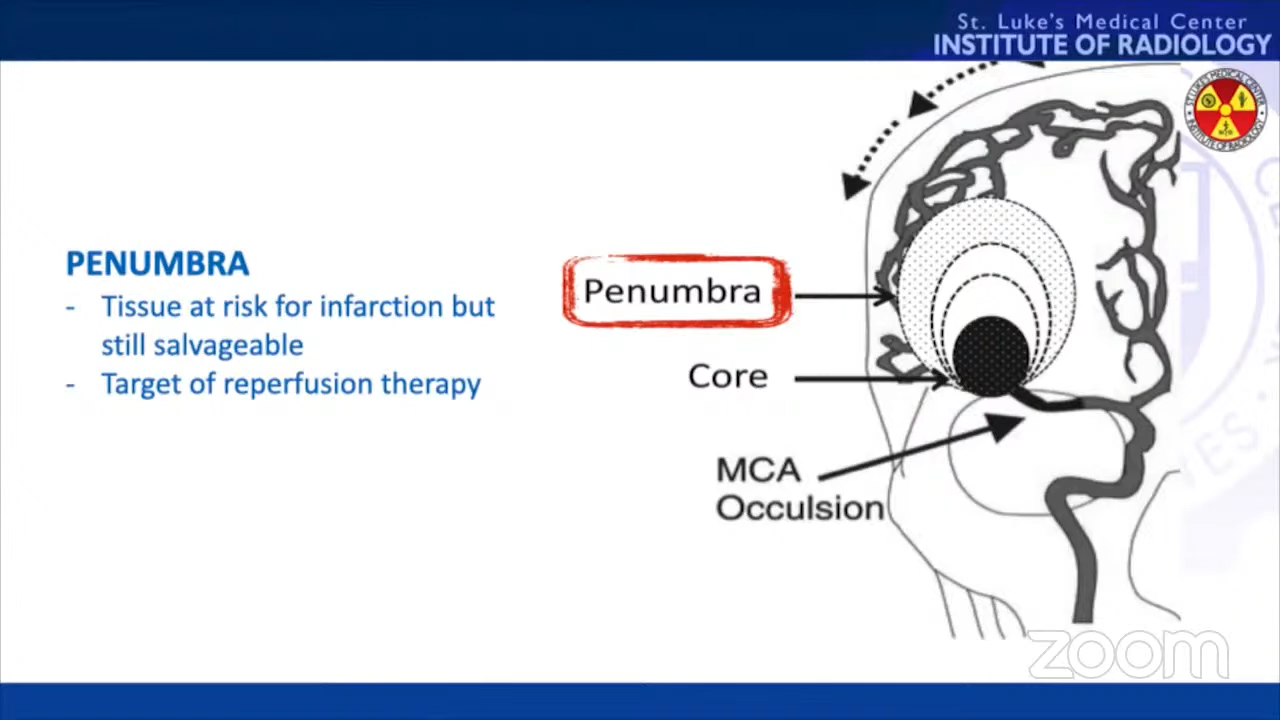 St. Luke's Medical Center
INSTITUTE OF RADIOLOGY
PENUMBRA
- Tissue at risk for infarction but
still salvageable
- Target of reperfusion therapy
Penumbra
Core
MCA
Occulsion
zoom